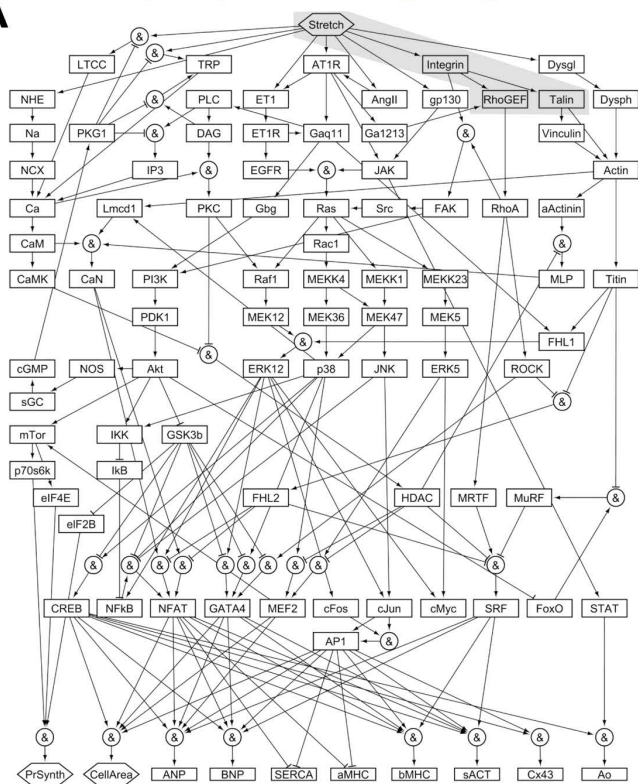 A
Stretch
&
LTCC & TRP AT1R Integrin Dysgl
NHE PLC ET1 AngII gp130 RhoGEF Talin Dysph
&
Na PKG1 & DAG ET1R Gaq11 Ga1213 & Vinculin
NCX IP3 & EGFR & JAK Actin
Ca Lmcd1 PKC Gbg Ras Src FAK RhoA aActinin
CaM & Rac1 &
CaMK CaN PI3K Raf1 MEKK4 MEKK1 MEKK23 MLP Titin
PDK1 MEK12 MEK36 MEK47 MEK5
& FHL1
&
cGMP NOS Akt ERK12 p38 JNK ERK5 ROCK
sGC &
mTor IKK GSK3b
p70s6k IkB
eIF4E FHL2 HDAC MRTF MuRF &
eIF2B
& & & & & & & & & &
CREB NFkB NFAT GATA4 MEF2 cFos cJun cMyc SRF FoxO STAT
AP1 &
& & & & & & & &
PrSynth CellArea ANP BNP SERCA aMHC bMHC sACT Cx43 Ao